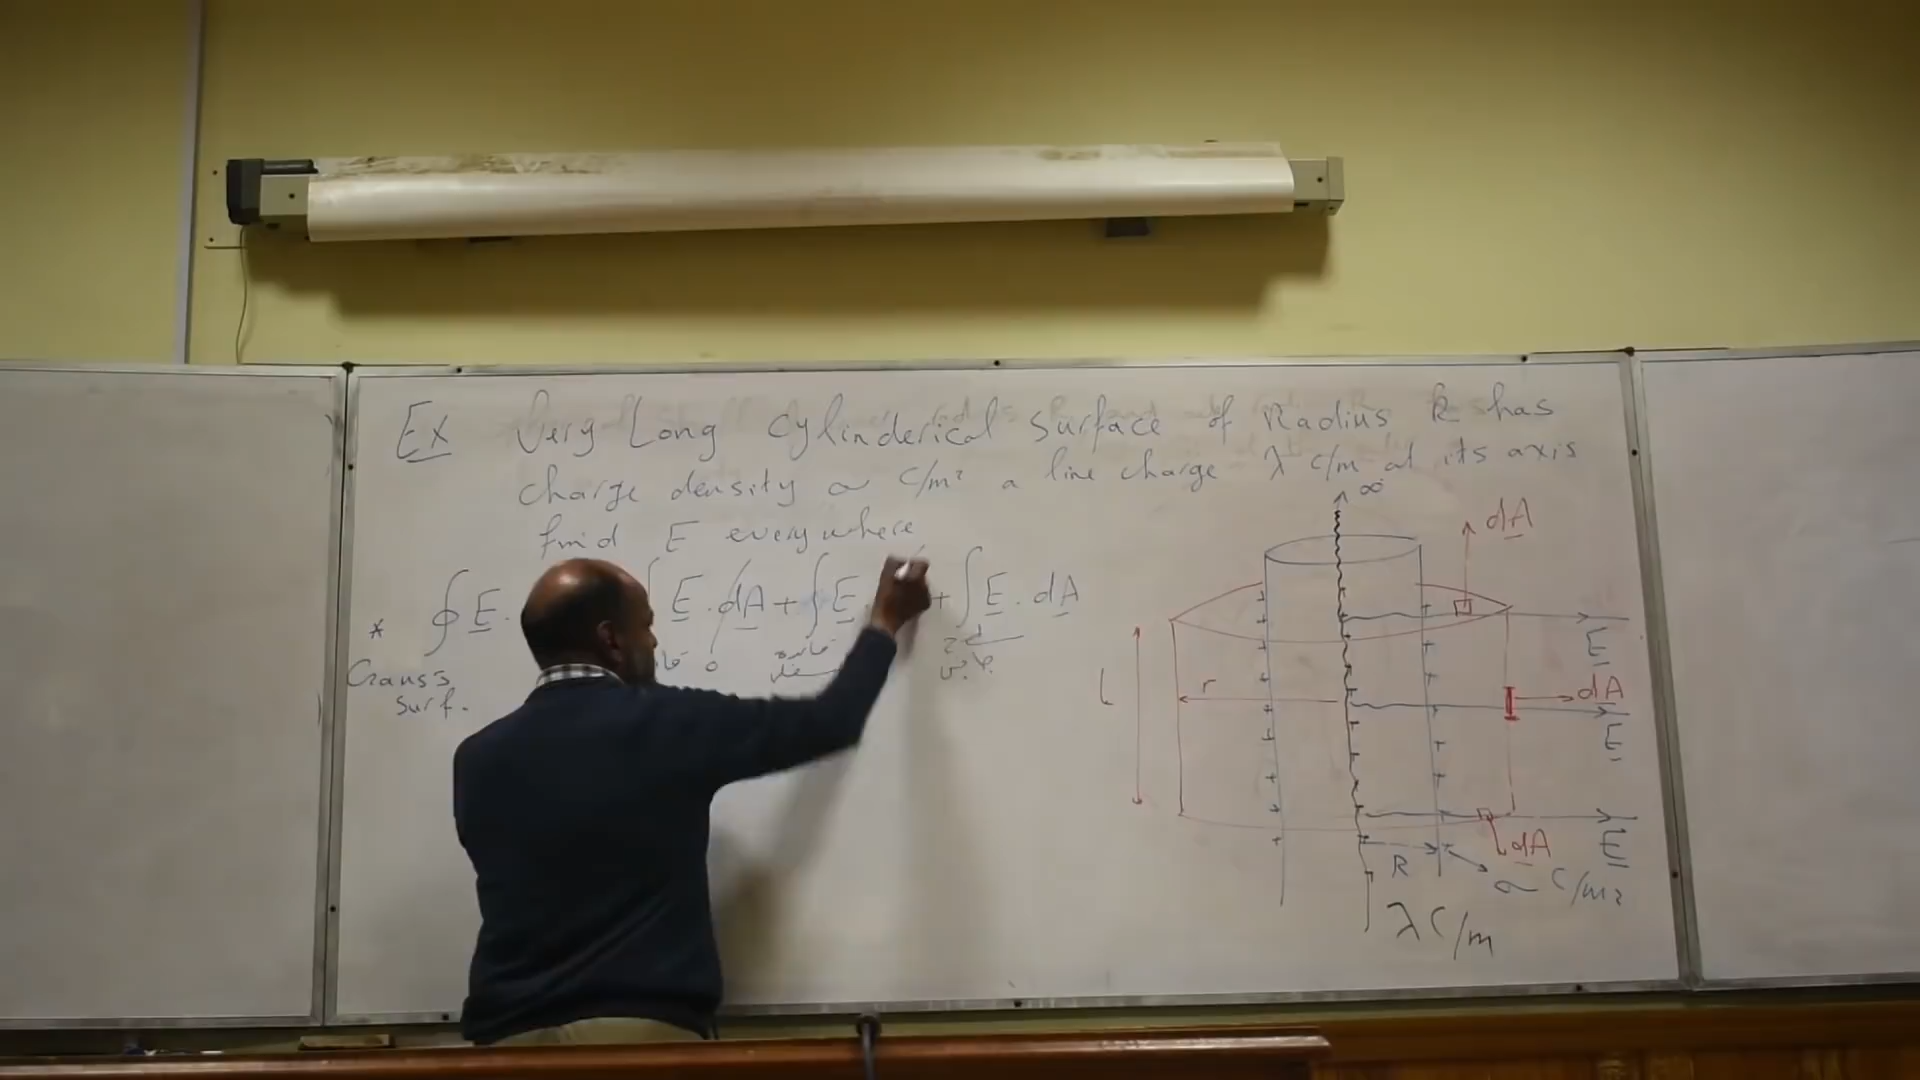 Ex Very Long Cylinderical Surface of Radius R has
charge density σ C/m² a line charge λ C/m at its axis
find E everywhere
* ∮ E . ∫ E . dA + ∫ E + ∫ E . dA
0
Gauss's
Surf.
∞
dA
E
L
r
dA
E
dA
E
R
σ C/m2
λ C/m